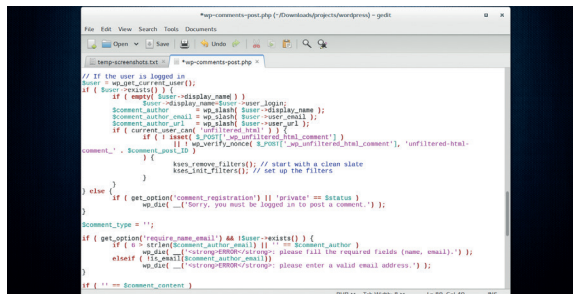 *wp-comments-post.php (~/Downloads/projects/wordpress) - gedit
File Edit View Search Tools Documents
Open Save Undo
temp-screenshots.txt × *wp-comments-post.php ×
// If the user is logged in
$user = wp_get_current_user();
if ( $user->exists() ) {
if ( empty( $user->display_name ) )
$user->display_name=$user->user_login;
$comment_author = wp_slash( $user->display_name );
$comment_author_email = wp_slash( $user->user_email );
$comment_author_url = wp_slash( $user->user_url );
if ( current_user_can( 'unfiltered_html' ) ) {
if ( ! isset( $_POST['_wp_unfiltered_html_comment'] )
|| ! wp_verify_nonce( $_POST['_wp_unfiltered_html_comment'], 'unfiltered-html-
comment_' . $comment_post_ID )
) {
kses_remove_filters(); // start with a clean slate
kses_init_filters(); // set up the filters
}
}
} else {
if ( get_option('comment_registration') || 'private' == $status )
wp_die( __('Sorry, you must be logged in to post a comment.') );
}
$comment_type = '';
if ( get_option('require_name_email') && !$user->exists() ) {
if ( 6 > strlen($comment_author_email) || '' == $comment_author )
wp_die( __('<strong>ERROR</strong>: please fill the required fields (name, email).') );
elseif ( !is_email($comment_author_email))
wp_die( __('<strong>ERROR</strong>: please enter a valid email address.') );
}
if ( '' == $comment_content )